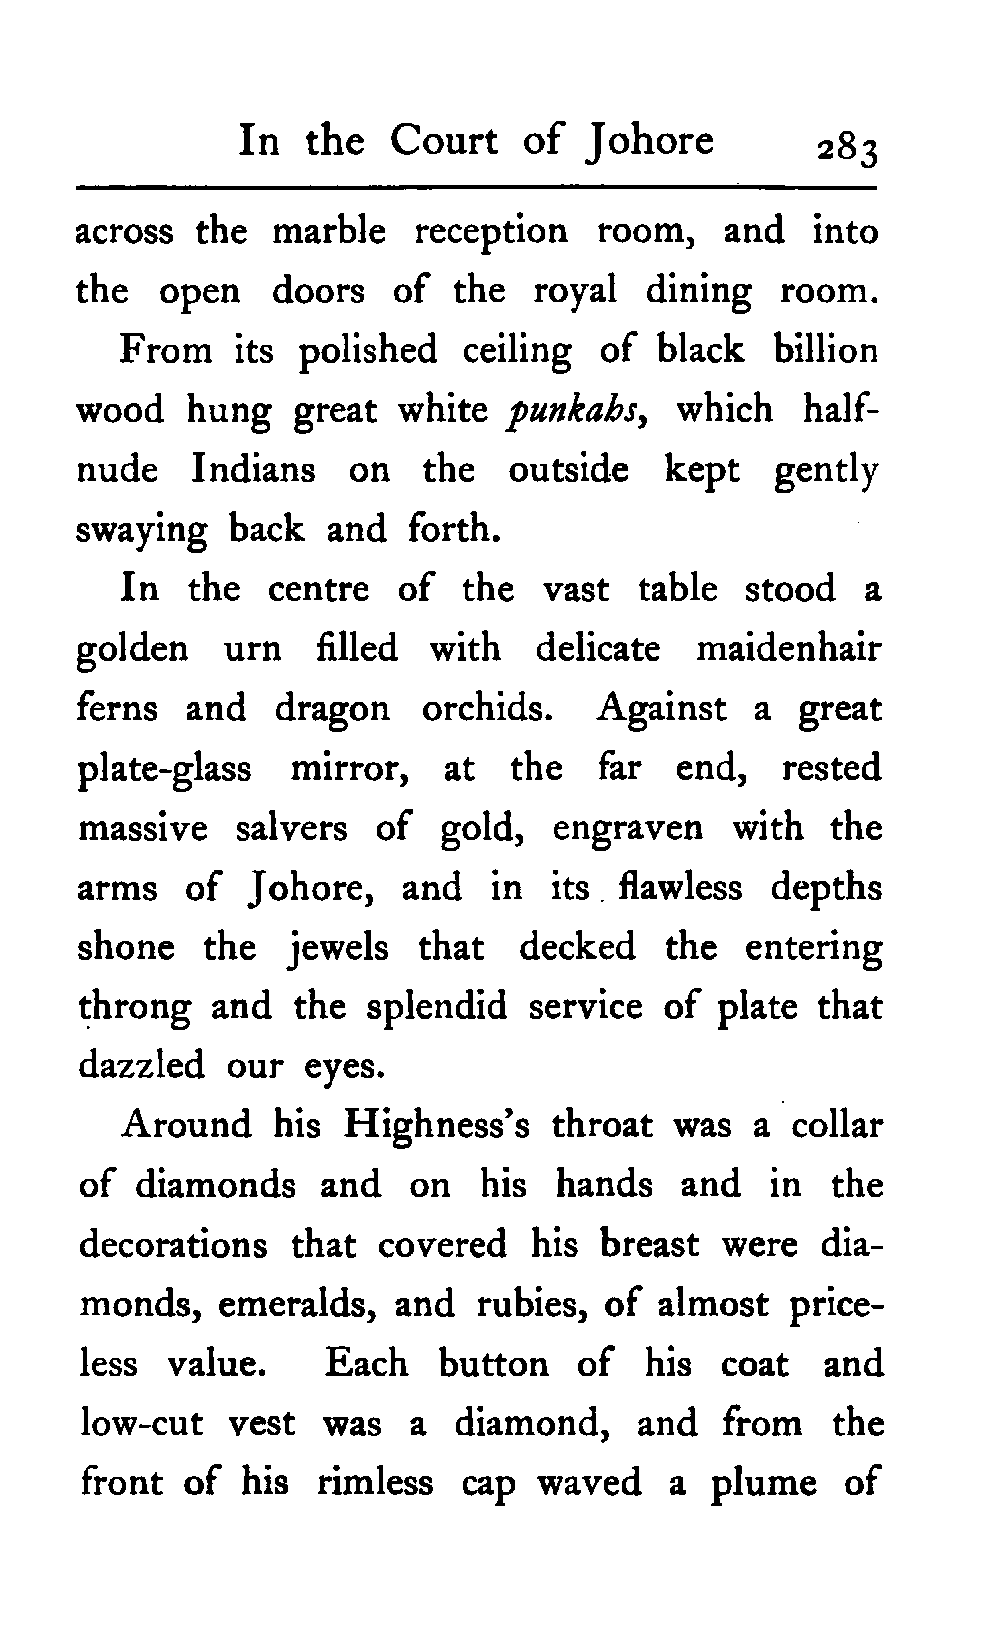 In the Court of Johore 283
across the marble reception room, and into
the open doors of the royal dining room.
From its polished ceiling of black billion
wood hung great white punkahs, which half-
nude Indians on the outside kept gently
swaying back and forth.
In the centre of the vast table stood a
golden urn filled with delicate maidenhair
ferns and dragon orchids. Against a great
plate-glass mirror, at the far end, rested
massive salvers of gold, engraven with the
arms of Johore, and in its flawless depths
shone the jewels that decked the entering
throng and the splendid service of plate that
dazzled our eyes.
Around his Highness's throat was a collar
of diamonds and on his hands and in the
decorations that covered his breast were dia-
monds, emeralds, and rubies, of almost price-
less value. Each button of his coat and
low-cut vest was a diamond, and from the
front of his rimless cap waved a plume of